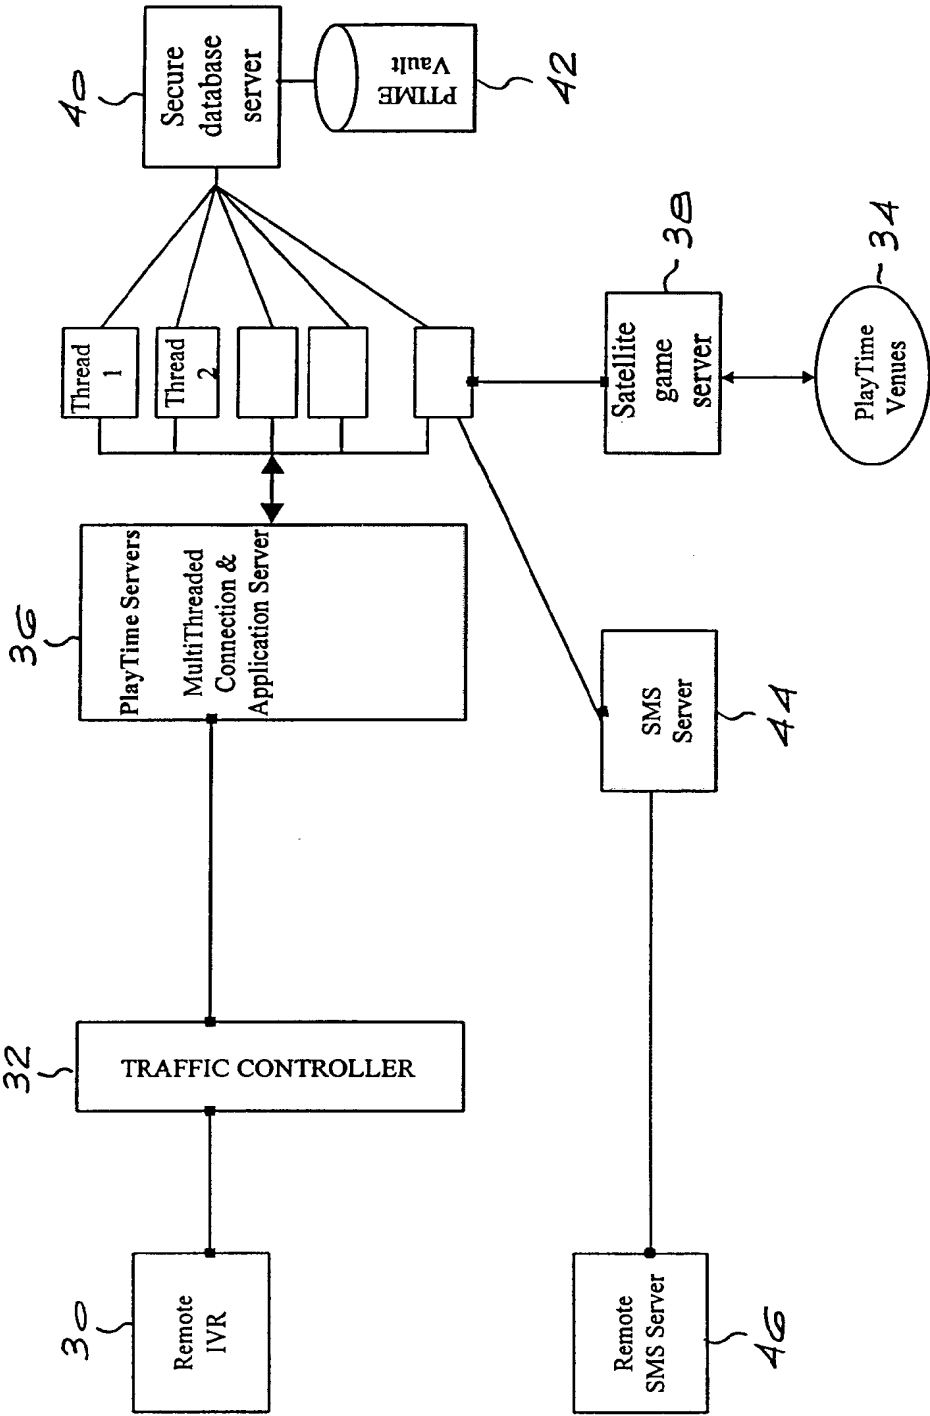 40
Secure
database
server
PTIME
Vault
42
Thread
1
Thread
2
Satellite
game
server
38
PlayTime
Venues
34
36
PlayTime Servers
MultiThreaded
Connection &
Application Server
SMS
Server
44
32
TRAFFIC CONTROLLER
30
Remote
IVR
Remote
SMS Server
46